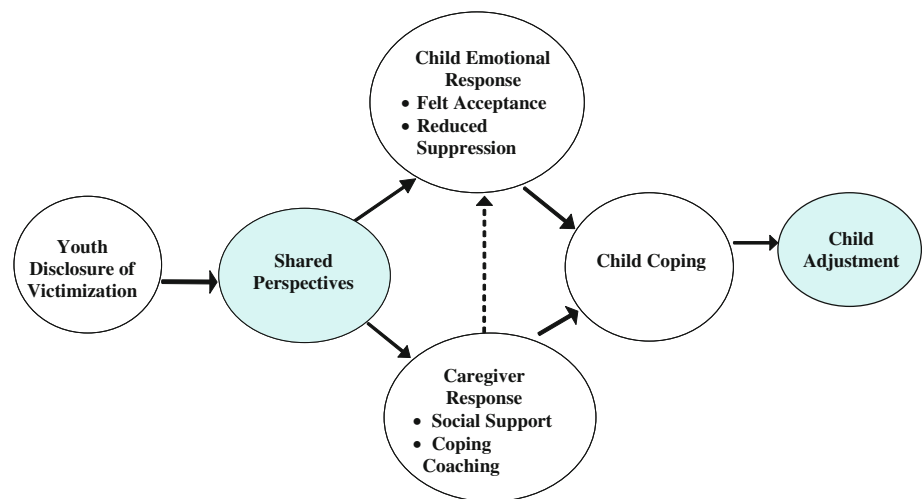 Child Emotional
Response
• Felt Acceptance
• Reduced
Suppression
Youth
Disclosure of
Victimization
Shared
Perspectives
Child Coping
Child
Adjustment
Caregiver
Response
• Social Support
• Coping
Coaching